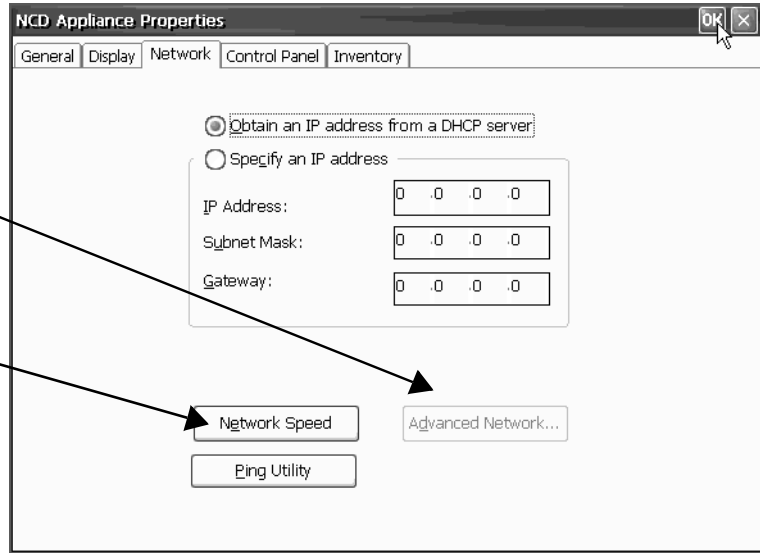 NCD Appliance Properties OK ×
General Display Network Control Panel Inventory
Obtain an IP address from a DHCP server
Specify an IP address
IP Address: 0 .0 .0 .0
Subnet Mask: 0 .0 .0 .0
Gateway: 0 .0 .0 .0
Network Speed Advanced Network...
Ping Utility